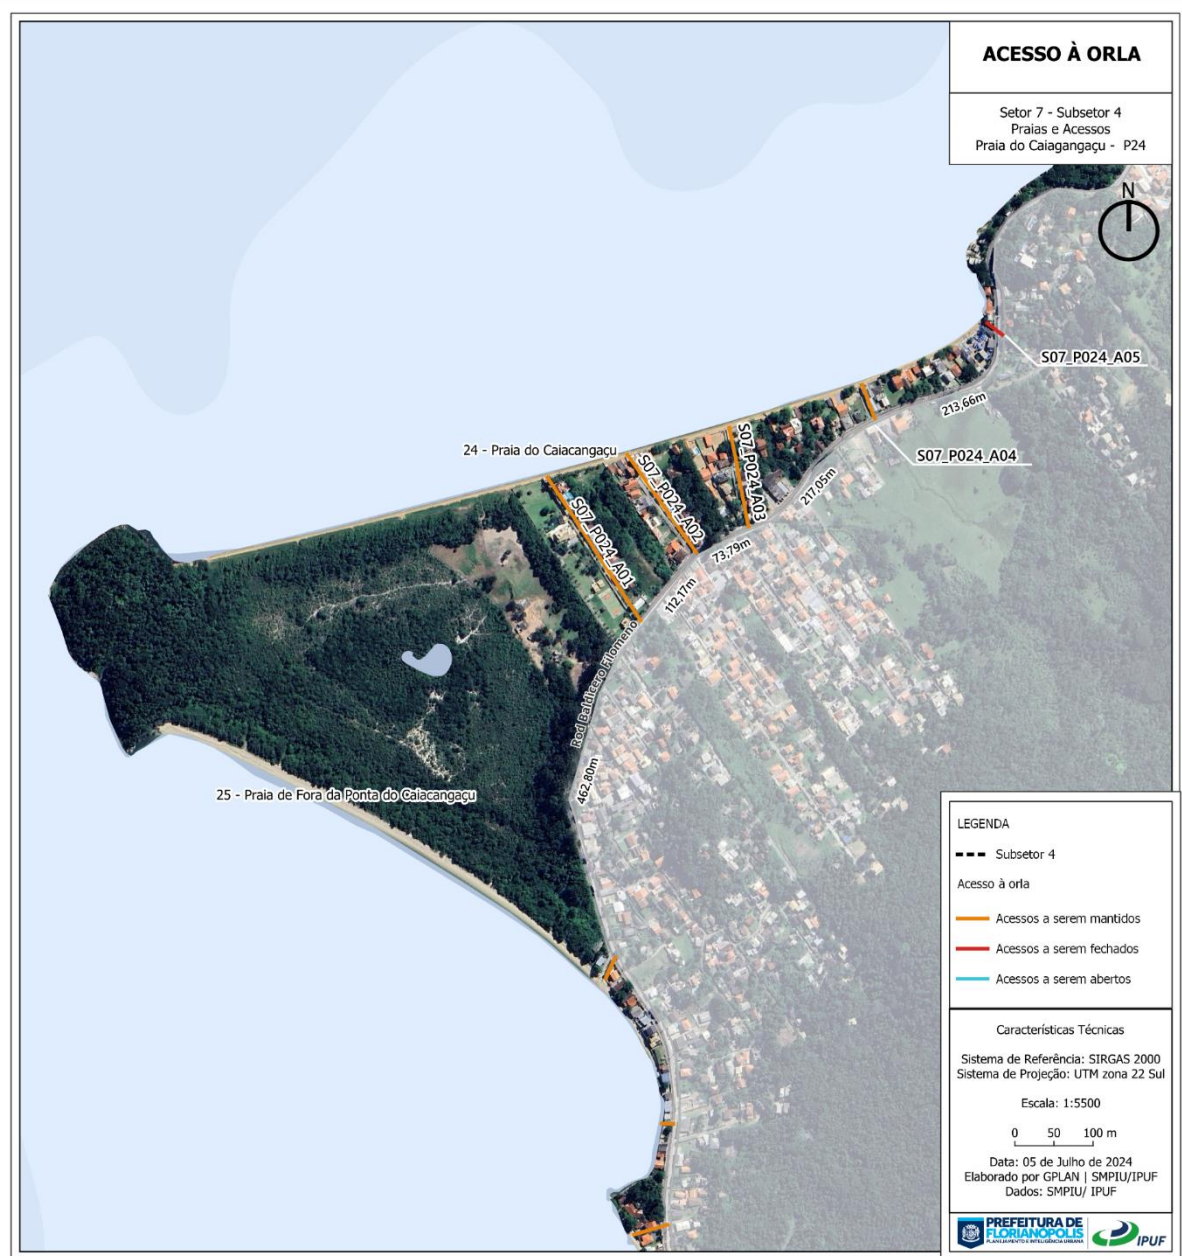 ACESSO À ORLA
Setor 7 - Subsetor 4
Praias e Acessos
Praia do Caiagangaçu - P24
N
S07_P024_A05
213,66m
S07_P024_A04
24 - Praia do Caiacangaçu
S07_P024_A03
217,05m
S07_P024_A02
73,79m
S07_P024_A01
112,17m
Rod Baldicero Filomeno
462,80m
25 - Praia de Fora da Ponta do Caiacangaçu
LEGENDA
Subsetor 4
Acesso à orla
Acessos a serem mantidos
Acessos a serem fechados
Acessos a serem abertos
Características Técnicas
Sistema de Referência: SIRGAS 2000
Sistema de Projeção: UTM zona 22 Sul
Escala: 1:5500
0 50 100 m
Data: 05 de Julho de 2024
Elaborado por GPLAN | SMPIU/IPUF
Dados: SMPIU/ IPUF
PREFEITURA DE
FLORIANÓPOLIS
PLANEJAMENTO E INTELIGÊNCIA URBANA
IPUF